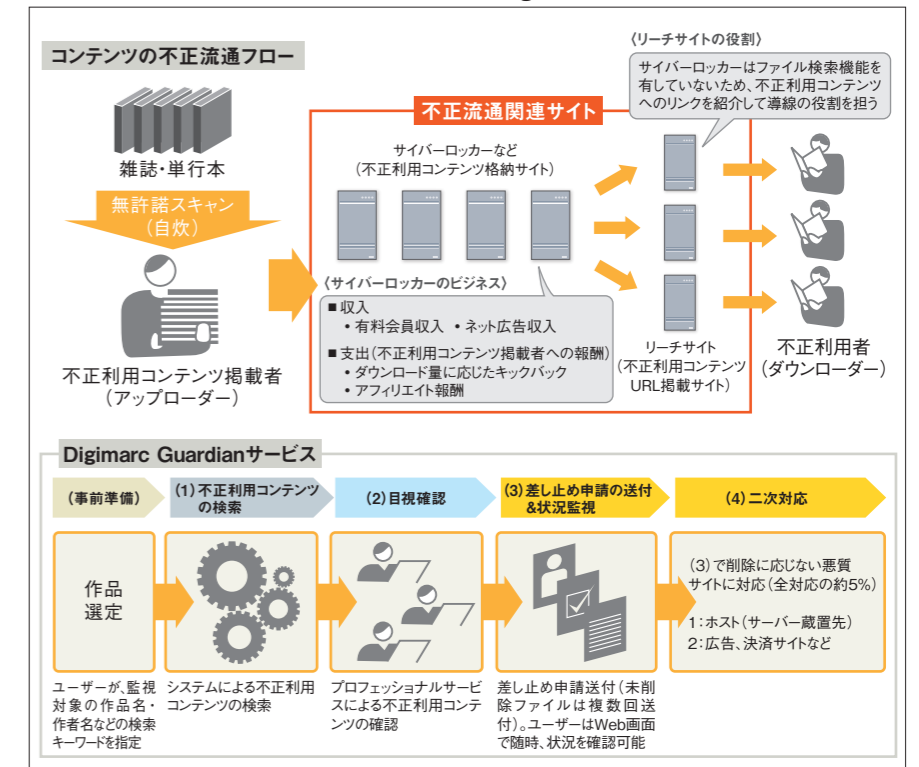 コンテンツの不正流通フロー
雑誌・単行本
無許諾スキャン
(自炊)
不正利用コンテンツ掲載者
(アップローダー)
不正流通関連サイト
サイバーロッカーなど
(不正利用コンテンツ格納サイト)
〈サイバーロッカーのビジネス〉
■収入
・有料会員収入 ・ネット広告収入
■支出(不正利用コンテンツ掲載者への報酬)
・ダウンロード量に応じたキックバック
・アフィリエイト報酬
〈リーチサイトの役割〉
サイバーロッカーはファイル検索機能を
有していないため、不正利用コンテンツ
へのリンクを紹介して導線の役割を担う
リーチサイト
(不正利用コンテンツ
URL掲載サイト)
不正利用者
(ダウンローダー)
Digimarc Guardianサービス
(事前準備)
作品
選定
ユーザーが、監視
対象の作品名・
作者名などの検索
キーワードを指定
(1)不正利用コンテンツ
の検索
システムによる不正利用
コンテンツの検索
(2)目視確認
プロフェッショナルサービ
スによる不正利用コンテ
ンツの確認
(3)差し止め申請の送付
&状況監視
差し止め申請送付(未削
除ファイルは複数回送
付)。ユーザーはWeb画面
で随時、状況を確認可能
(4)二次対応
(3)で削除に応じない悪質
サイトに対応(全対応の約5%)
1:ホスト(サーバー蔵置先)
2:広告、決済サイトなど